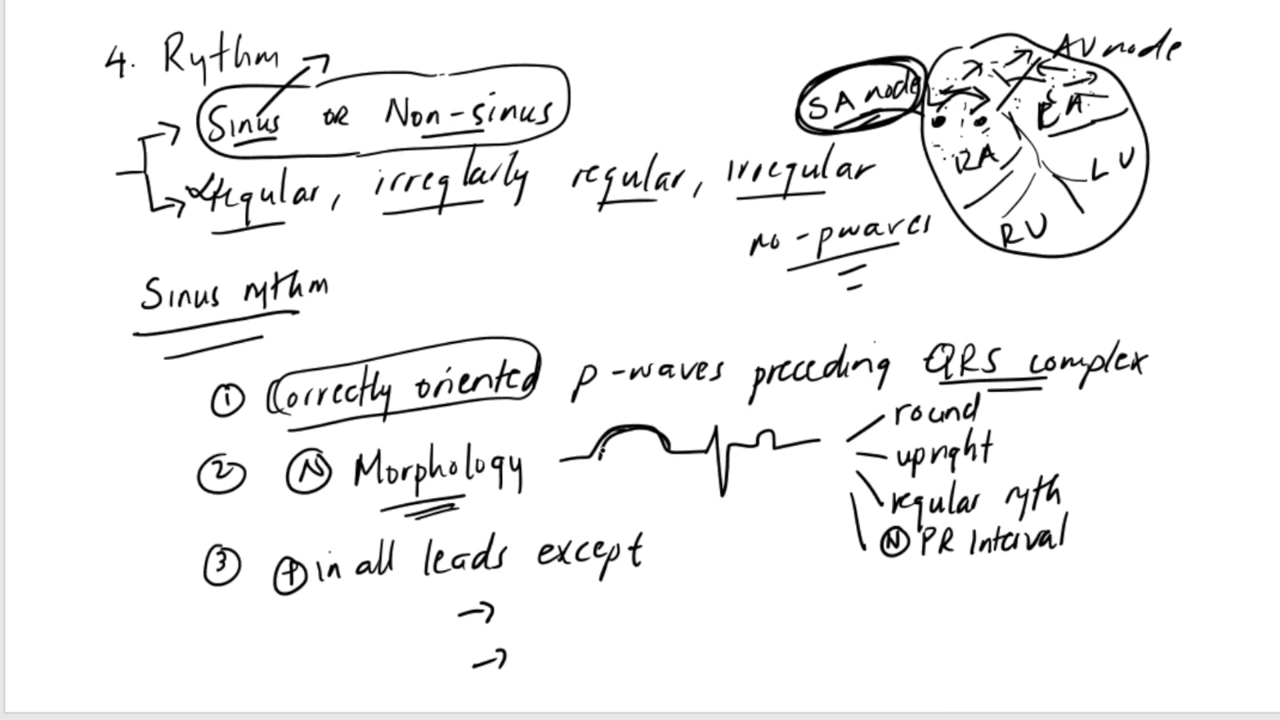 4. Rythm
Sinus OR Non-sinus
Regular, irreglarly regular, irregular
no-pwaves
SA node
AV node
RA
LA
LV
RV
Sinus rythm
① Correctly oriented p-waves preceding QRS complex
② Ⓝ Morphology
round
upright
regular ryth
Ⓝ PR Interval
③ ⊕ in all leads except
→
→